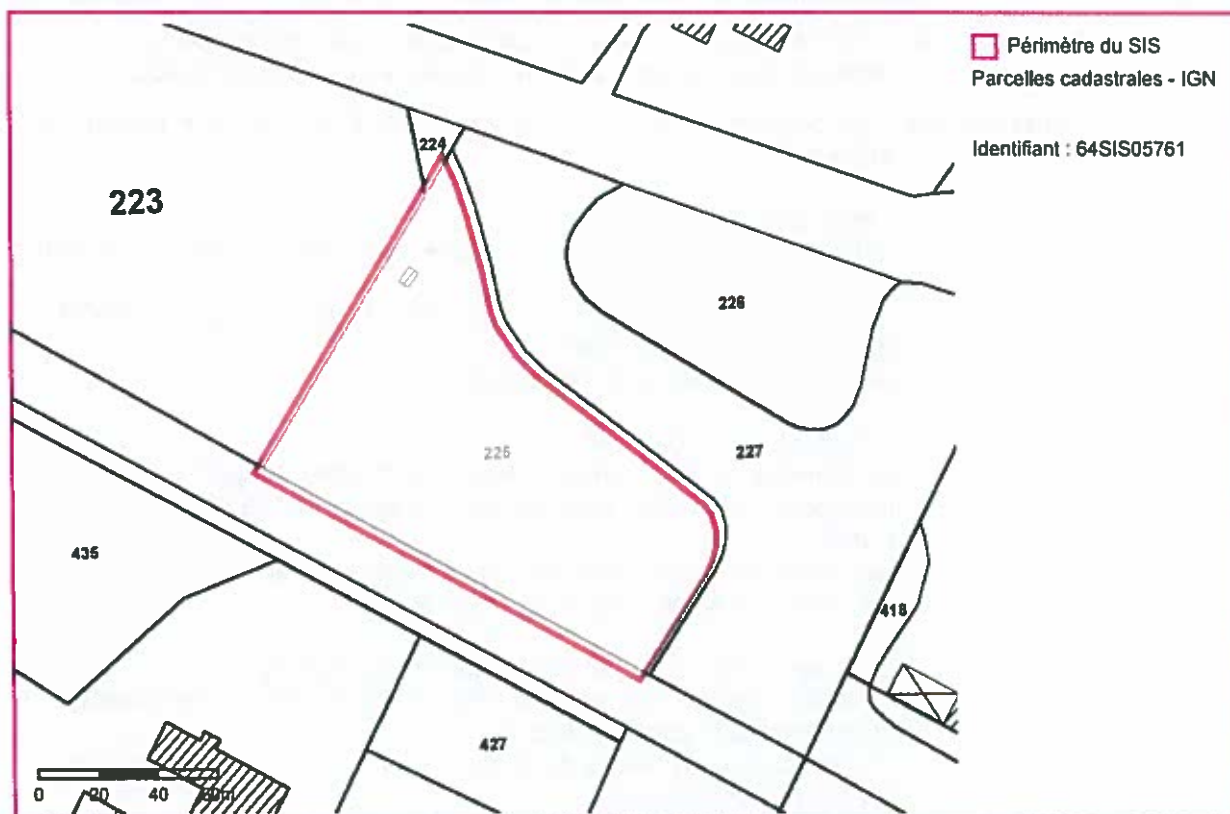 Périmètre du SIS
Parcelles cadastrales - IGN
Identifiant : 64SIS05761
224
223
226
225
227
435
418
427
0 20 40 60m